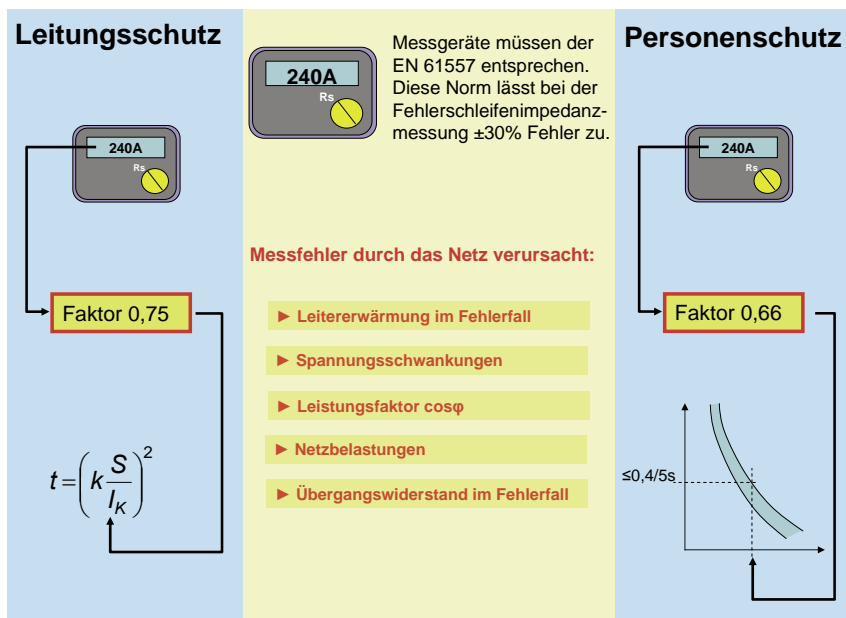 Leitungsschutz
240A
Rs
Faktor 0,75
t = (k S/I_K)²
240A
Rs
Messgeräte müssen der
EN 61557 entsprechen.
Diese Norm lässt bei der
Fehlerschleifenimpedanz-
messung ±30% Fehler zu.
Messfehler durch das Netz verursacht:
► Leitererwärmung im Fehlerfall
► Spannungsschwankungen
► Leistungsfaktor cosφ
► Netzbelastungen
► Übergangswiderstand im Fehlerfall
Personenschutz
240A
Rs
Faktor 0,66
≤0,4/5s